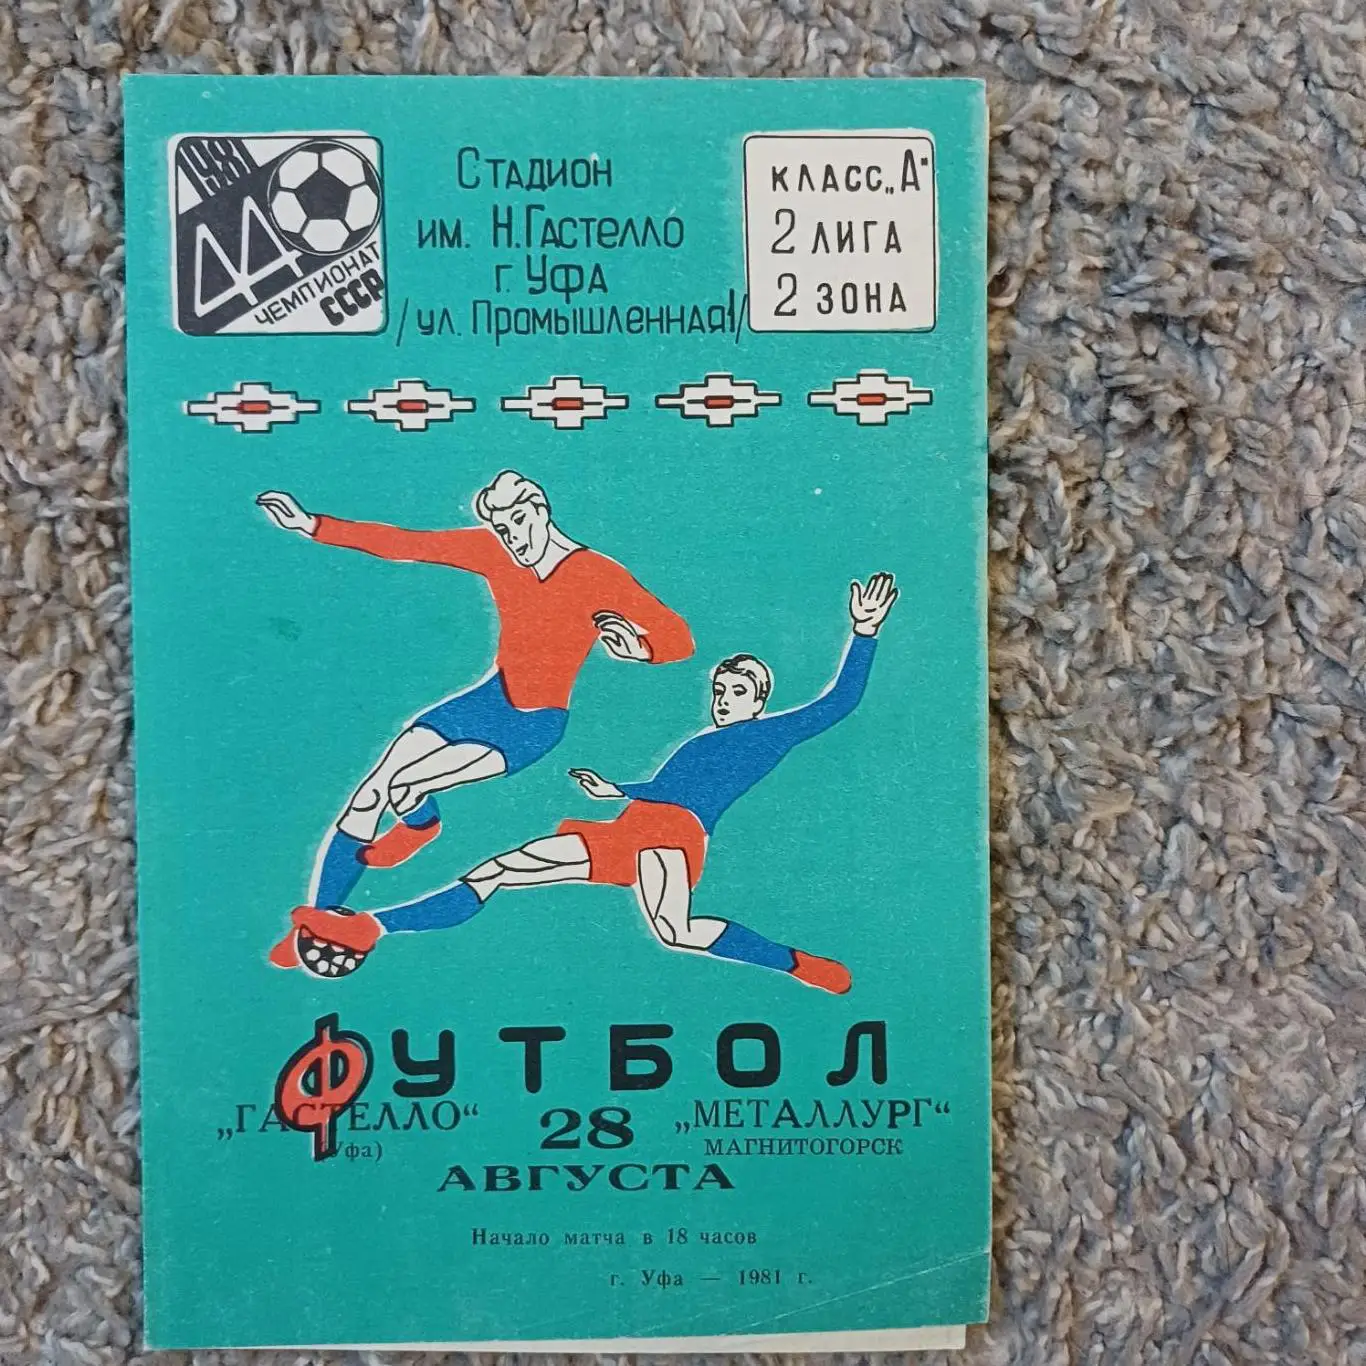 1981
44
ЧЕМПИОНАТ
СССР
СТАДИОН
ИМ. Н.ГАСТЕЛЛО
Г. УФА
/УЛ. ПРОМЫШЛЕННАЯ1/
КЛАСС„А"
2 ЛИГА
2 ЗОНА
ФУТБОЛ
„ГАСТЕЛЛО“
(Уфа)
28
АВГУСТА
„МЕТАЛЛУРГ“
МАГНИТОГОРСК
Начало матча в 18 часов
г. Уфа — 1981 г.